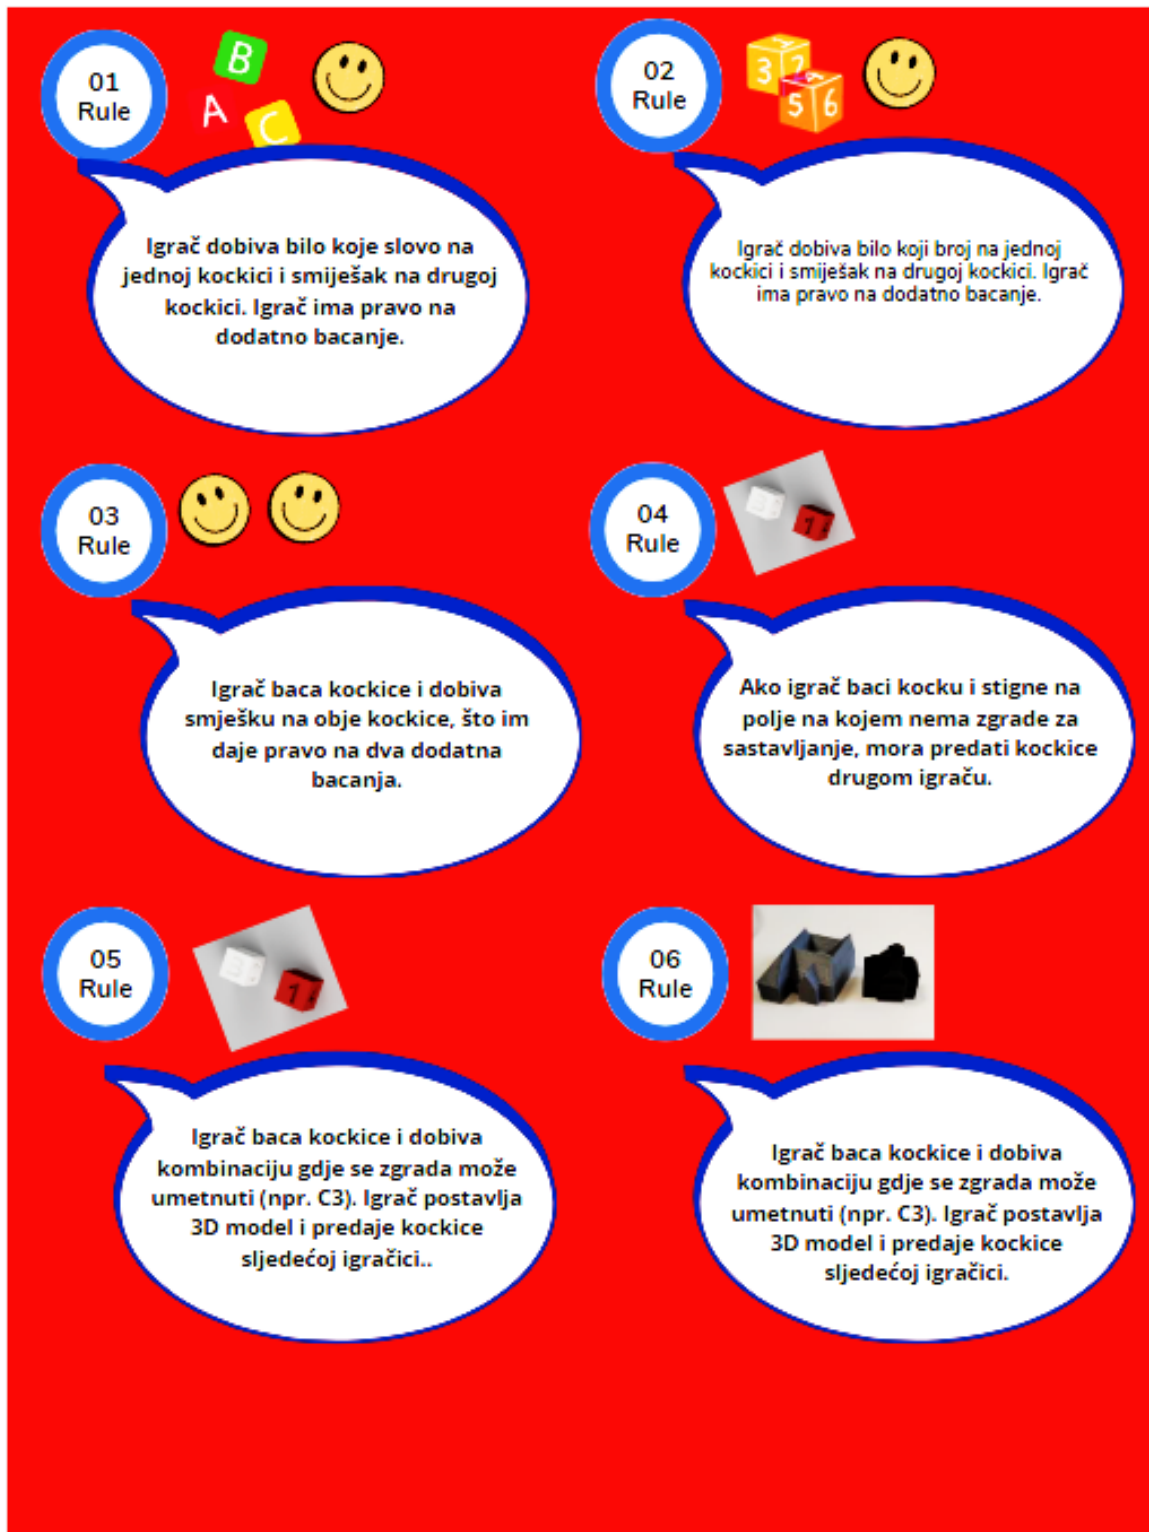 01
Rule
B
A
C
Igrač dobiva bilo koje slovo na
jednoj kockici i smiješak na drugoj
kockici. Igrač ima pravo na
dodatno bacanje.
02
Rule
3
5 6
Igrač dobiva bilo koji broj na jednoj
kockici i smiješak na drugoj kockici. Igrač
ima pravo na dodatno bacanje.
03
Rule
Igrač baca kockice i dobiva
smješku na obje kockice, što im
daje pravo na dva dodatna
bacanja.
04
Rule
1
Ako igrač baci kocku i stigne na
polje na kojem nema zgrade za
sastavljanje, mora predati kockice
drugom igraču.
05
Rule
1
Igrač baca kockice i dobiva
kombinaciju gdje se zgrada može
umetnuti (npr. C3). Igrač postavlja
3D model i predaje kockice
sljedećoj igračici..
06
Rule
Igrač baca kockice i dobiva
kombinaciju gdje se zgrada može
umetnuti (npr. C3). Igrač postavlja
3D model i predaje kockice
sljedećoj igračici.